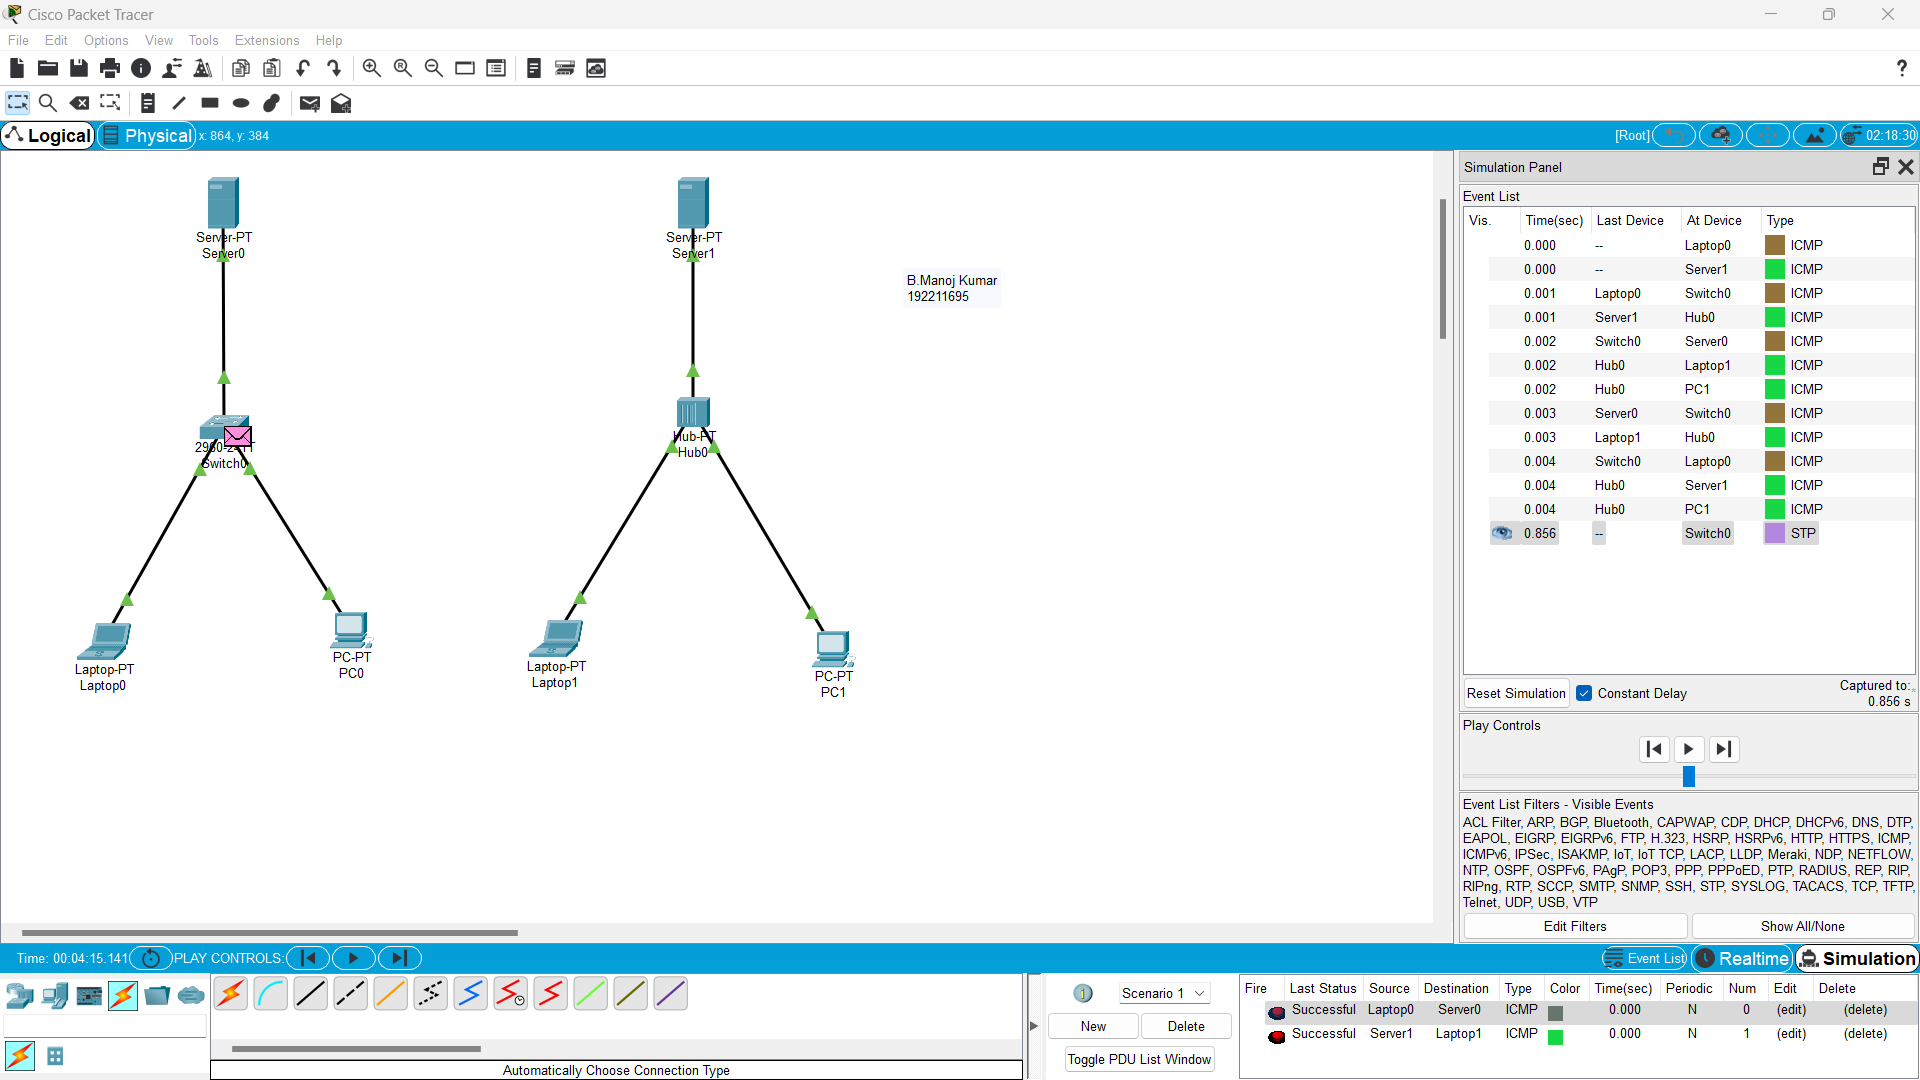 Cisco Packet Tracer
File Edit Options View Tools Extensions Help
?
Logical Physical x: 864, y: 384 [Root] 02:18:30
Server-PT
Server0
Server-PT
Server1
B.Manoj Kumar
192211695
Switch0
Hub-PT
Hub0
Laptop-PT
Laptop0
PC-PT
PC0
Laptop-PT
Laptop1
PC-PT
PC1
Simulation Panel
Event List
Vis. Time(sec) Last Device At Device Type
0.000 -- Laptop0 ICMP
0.000 -- Server1 ICMP
0.001 Laptop0 Switch0 ICMP
0.001 Server1 Hub0 ICMP
0.002 Switch0 Server0 ICMP
0.002 Hub0 Laptop1 ICMP
0.002 Hub0 PC1 ICMP
0.003 Server0 Switch0 ICMP
0.003 Laptop1 Hub0 ICMP
0.004 Switch0 Laptop0 ICMP
0.004 Hub0 Server1 ICMP
0.004 Hub0 PC1 ICMP
0.856 -- Switch0 STP
Reset Simulation Constant Delay Captured to:
0.856 s
Play Controls
Event List Filters - Visible Events
ACL Filter, ARP, BGP, Bluetooth, CAPWAP, CDP, DHCP, DHCPv6, DNS, DTP,
EAPOL, EIGRP, EIGRPv6, FTP, H.323, HSRP, HSRPv6, HTTP, HTTPS, ICMP,
ICMPv6, IPSec, ISAKMP, IoT, IoT TCP, LACP, LLDP, Meraki, NDP, NETFLOW,
NTP, OSPF, OSPFv6, PAgP, POP3, PPP, PPPoED, PTP, RADIUS, REP, RIP,
RIPng, RTP, SCCP, SMTP, SNMP, SSH, STP, SYSLOG, TACACS, TCP, TFTP,
Telnet, UDP, USB, VTP
Edit Filters Show All/None
Time: 00:04:15.141 PLAY CONTROLS: Event List Realtime Simulation
Automatically Choose Connection Type
Scenario 1
New Delete
Toggle PDU List Window
Fire Last Status Source Destination Type Color Time(sec) Periodic Num Edit Delete
Successful Laptop0 Server0 ICMP 0.000 N 0 (edit) (delete)
Successful Server1 Laptop1 ICMP 0.000 N 1 (edit) (delete)